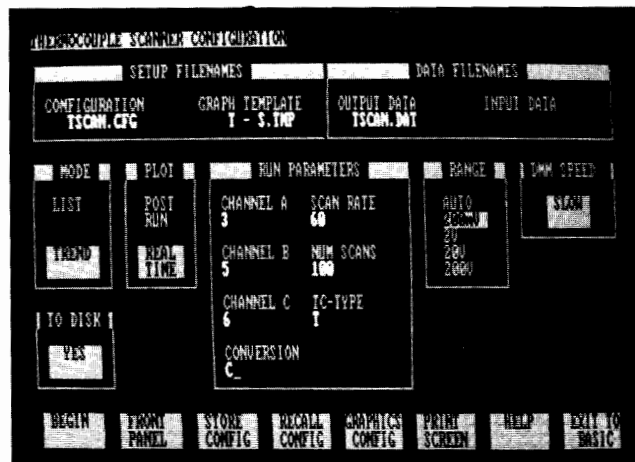 THERMOCOUPLE SCANNER CONFIGURATION
SETUP FILENAMES
DATA FILENAMES
CONFIGURATION
TSCAM.CFG
GRAPH TEMPLATE
T - S.TMP
OUTPUT DATA
TSCAM.DAT
INPUT DATA
MODE
LIST
TREND
PLOT
POST
RUN
REAL
TIME
RUN PARAMETERS
CHANNEL A
3
SCAN RATE
60
CHANNEL B
5
NUM SCANS
100
CHANNEL C
6
TC-TYPE
T
CONVERSION
C_
RANGE
AUTO
200MV
2V
20V
200V
DMM SPEED
SLOW
TO DISK
YES
BEGIN
FRONT
PANEL
STORE
CONFIG
RECALL
CONFIG
GRAPHICS
CONFIG
PRINT
SCREEN
HELP
EXIT TO
BASIC